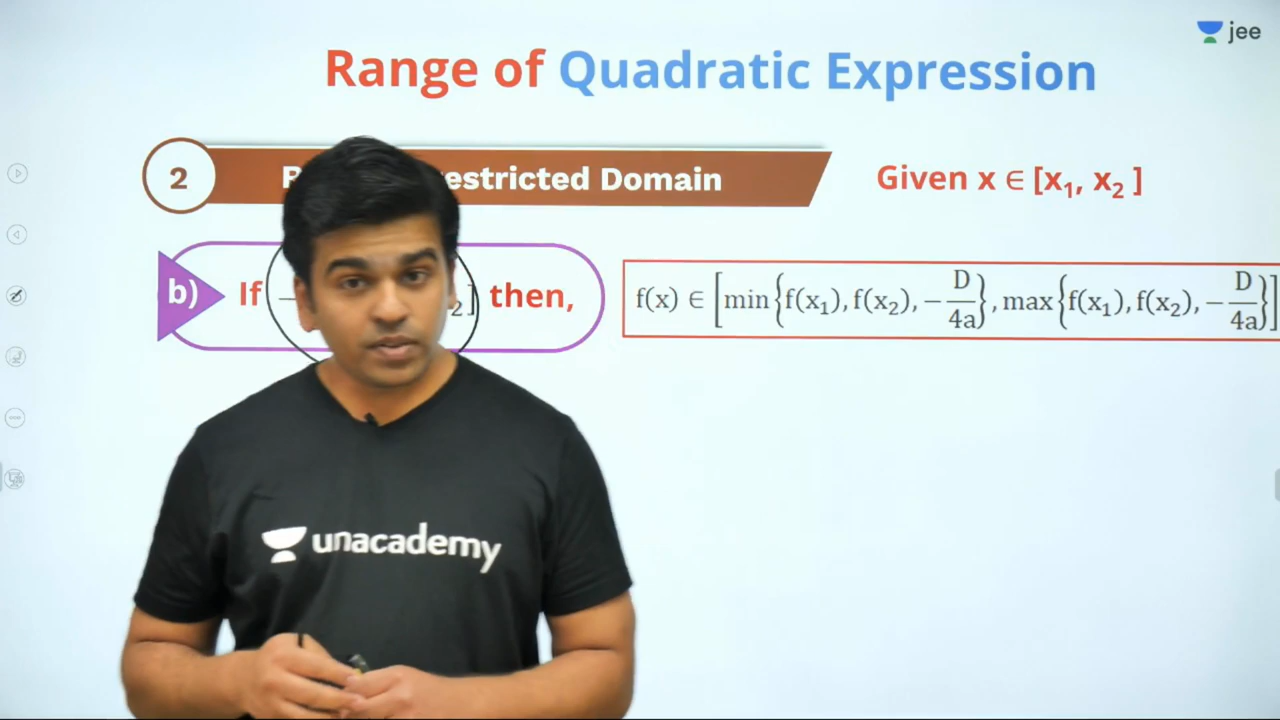 jee
Range of Quadratic Expression
2
estricted Domain
Given x ∈ [x₁, x₂ ]
b) If − ₂] then,
f(x) ∈ [min{f(x₁), f(x₂), −D/4a}, max{f(x₁), f(x₂), −D/4a}]
unacademy